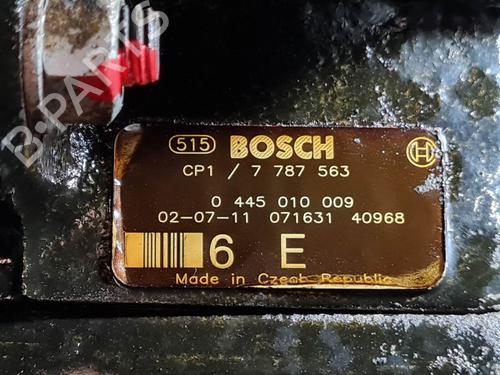 B-PARTS
515 BOSCH
CP1 / 7 787 563
0 445 010 009
02-07-11 071631 40968
6 E
Made in Czech Republic